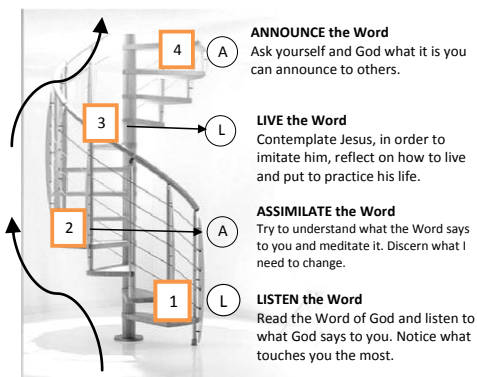 ANNOUNCE the Word
4
A
Ask yourself and God what it is you
can announce to others.
LIVE the Word
3
L
Contemplate Jesus, in order to
imitate him, reflect on how to live
and put to practice his life.
ASSIMILATE the Word
2
A
Try to understand what the Word says
to you and meditate it. Discern what I
need to change.
1
L
LISTEN the Word
Read the Word of God and listen to
what God says to you. Notice what
touches you the most.